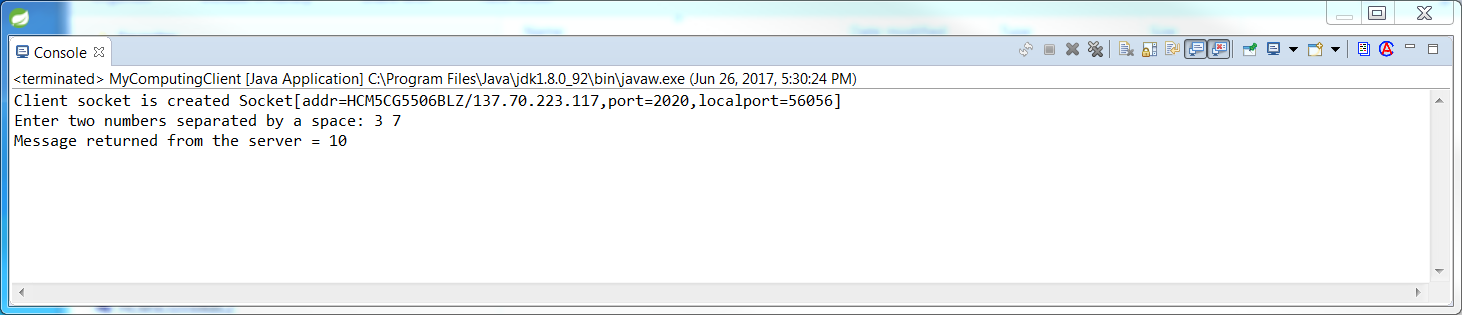 Console
<terminated> MyComputingClient [Java Application] C:\Program Files\Java\jdk1.8.0_92\bin\javaw.exe (Jun 26, 2017, 5:30:24 PM)
Client socket is created Socket[addr=HCM5CG5506BLZ/137.70.223.117,port=2020,localport=56056]
Enter two numbers separated by a space: 3 7
Message returned from the server = 10